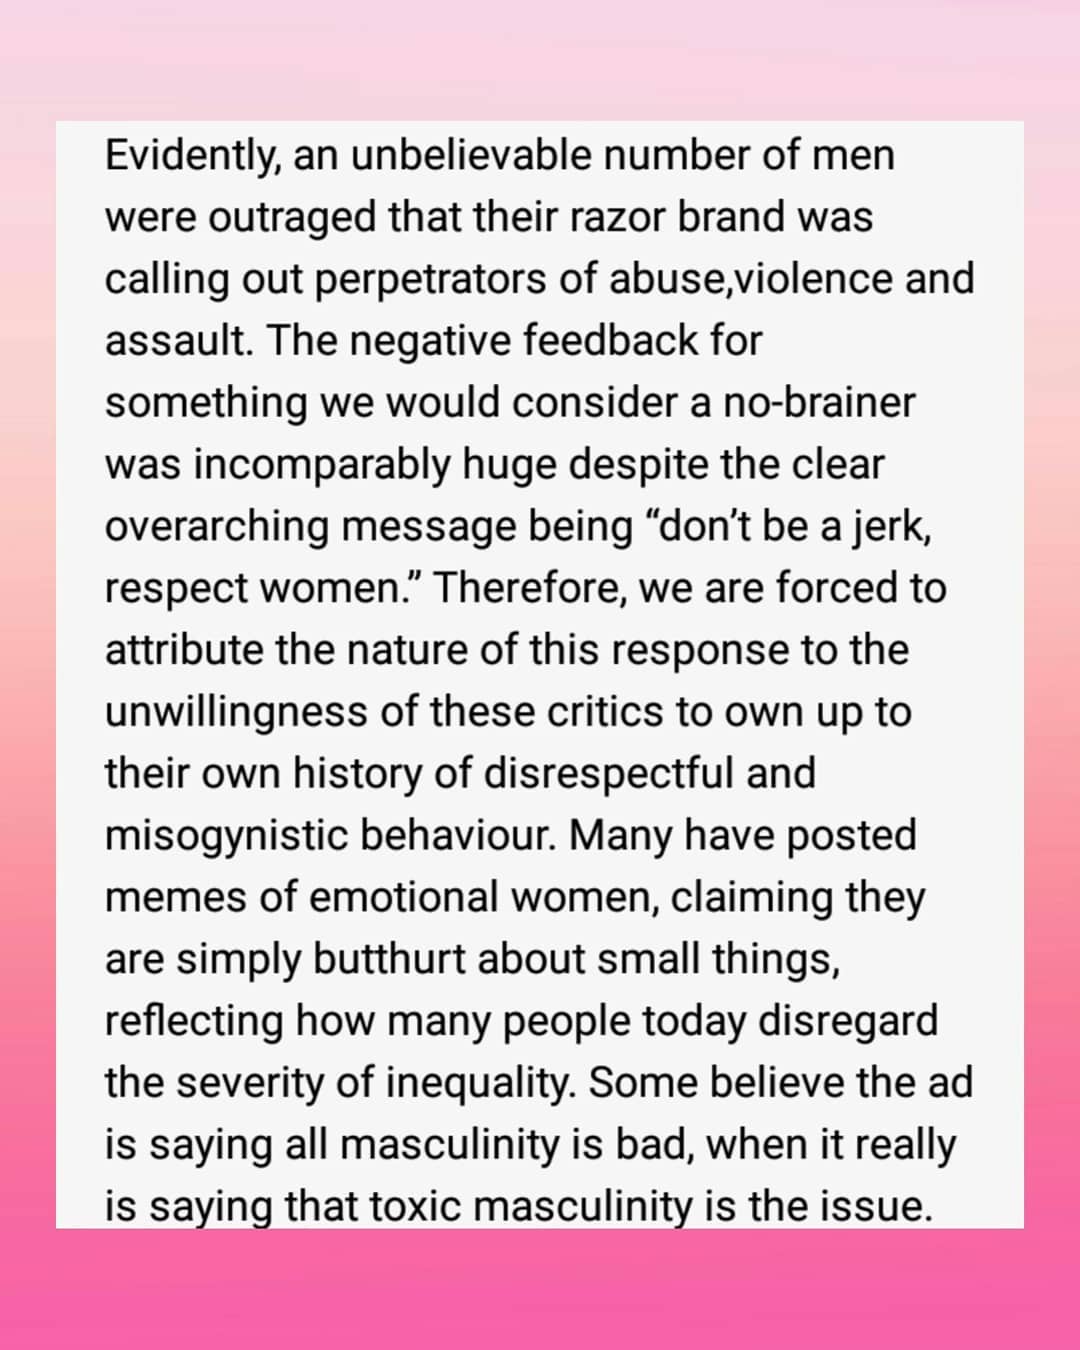 Evidently, an unbelievable number of men
were outraged that their razor brand was
calling out perpetrators of abuse,violence and
assault. The negative feedback for
something we would consider a no-brainer
was incomparably huge despite the clear
overarching message being “don’t be a jerk,
respect women.” Therefore, we are forced to
attribute the nature of this response to the
unwillingness of these critics to own up to
their own history of disrespectful and
misogynistic behaviour. Many have posted
memes of emotional women, claiming they
are simply butthurt about small things,
reflecting how many people today disregard
the severity of inequality. Some believe the ad
is saying all masculinity is bad, when it really
is saying that toxic masculinity is the issue.